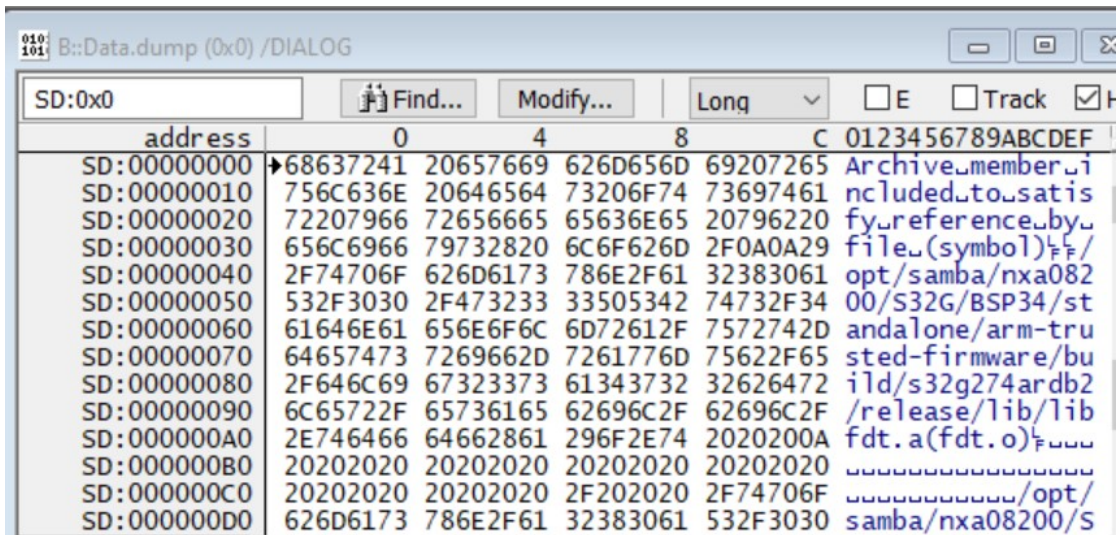 B::Data.dump (0x0) /DIALOG
SD:0x0 Find... Modify... Long E Track H
address 0 4 8 C 0123456789ABCDEF
SD:00000000 68637241 20657669 626D656D 69207265 Archive␣member␣i
SD:00000010 756C636E 20646564 73206F74 73697461 ncluded␣to␣satis
SD:00000020 72207966 72656665 65636E65 20796220 fy␣reference␣by␣
SD:00000030 656C6966 79732820 6C6F626D 2F0A0A29 file␣(symbol)␊␊/
SD:00000040 2F74706F 626D6173 786E2F61 32383061 opt/samba/nxa082
SD:00000050 532F3030 2F473233 33505342 74732F34 00/S32G/BSP34/st
SD:00000060 61646E61 656E6F6C 6D72612F 7572742D andalone/arm-tru
SD:00000070 64657473 7269662D 7261776D 75622F65 sted-firmware/bu
SD:00000080 2F646C69 67323373 61343732 32626472 ild/s32g274ardb2
SD:00000090 6C65722F 65736165 62696C2F 62696C2F /release/lib/lib
SD:000000A0 2E746466 64662861 296F2E74 2020200A fdt.a(fdt.o)␊␣␣␣
SD:000000B0 20202020 20202020 20202020 20202020 ␣␣␣␣␣␣␣␣␣␣␣␣␣␣␣␣
SD:000000C0 20202020 20202020 2F202020 2F74706F ␣␣␣␣␣␣␣␣␣␣␣/opt/
SD:000000D0 626D6173 786E2F61 32383061 532F3030 samba/nxa08200/S